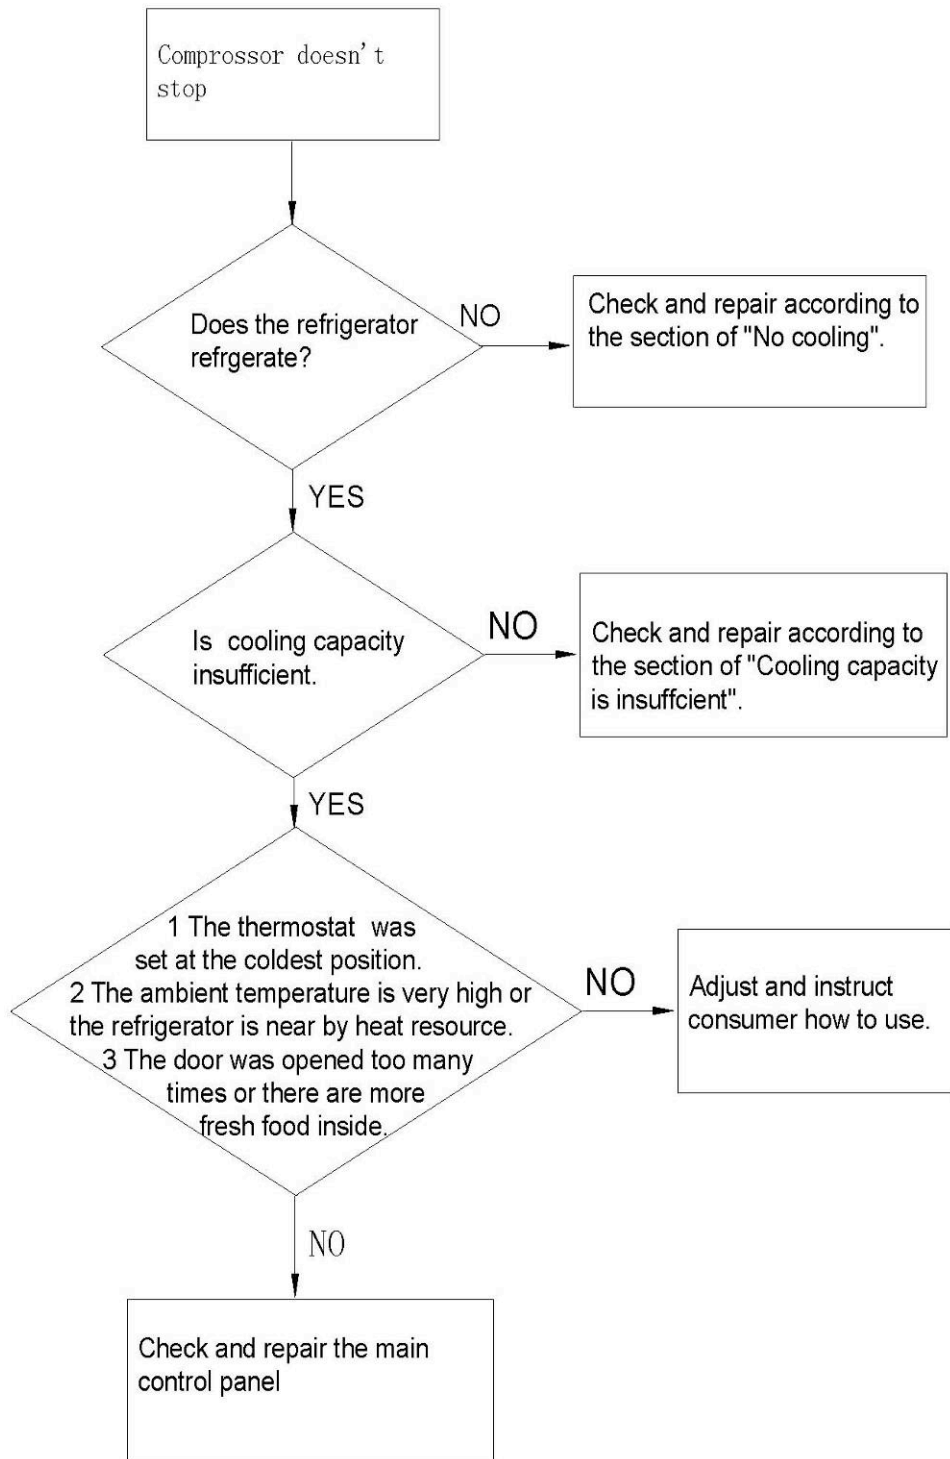 Comprossor doesn't
stop
Does the refrigerator
refrgerate?
NO
Check and repair according to
the section of "No cooling".
YES
Is cooling capacity
insufficient.
NO
Check and repair according to
the section of "Cooling capacity
is insuffcient".
YES
1 The thermostat was
set at the coldest position.
2 The ambient temperature is very high or
the refrigerator is near by heat resource.
3 The door was opened too many
times or there are more
fresh food inside.
NO
Adjust and instruct
consumer how to use.
NO
Check and repair the main
control panel